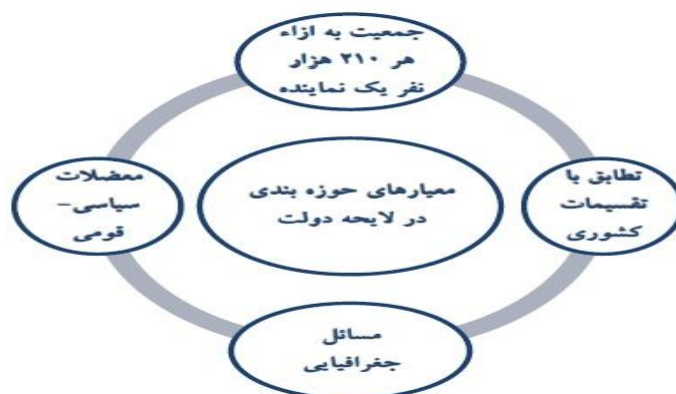 جمعیت به ازاء
هر ۲۱۰ هزار
نفر یک نماینده
تطابق با
تقسیمات
کشوری
معیارهای حوزه بندی
در لایحه دولت
معضلات
سیاسی-
قومی
مسائل
جغرافیایی